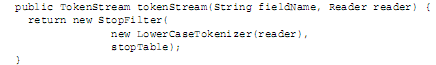 public TokenStream tokenStream(String fieldName, Reader reader) {
  return new StopFilter(
            new LowerCaseTokenizer(reader),
            stopTable);
}